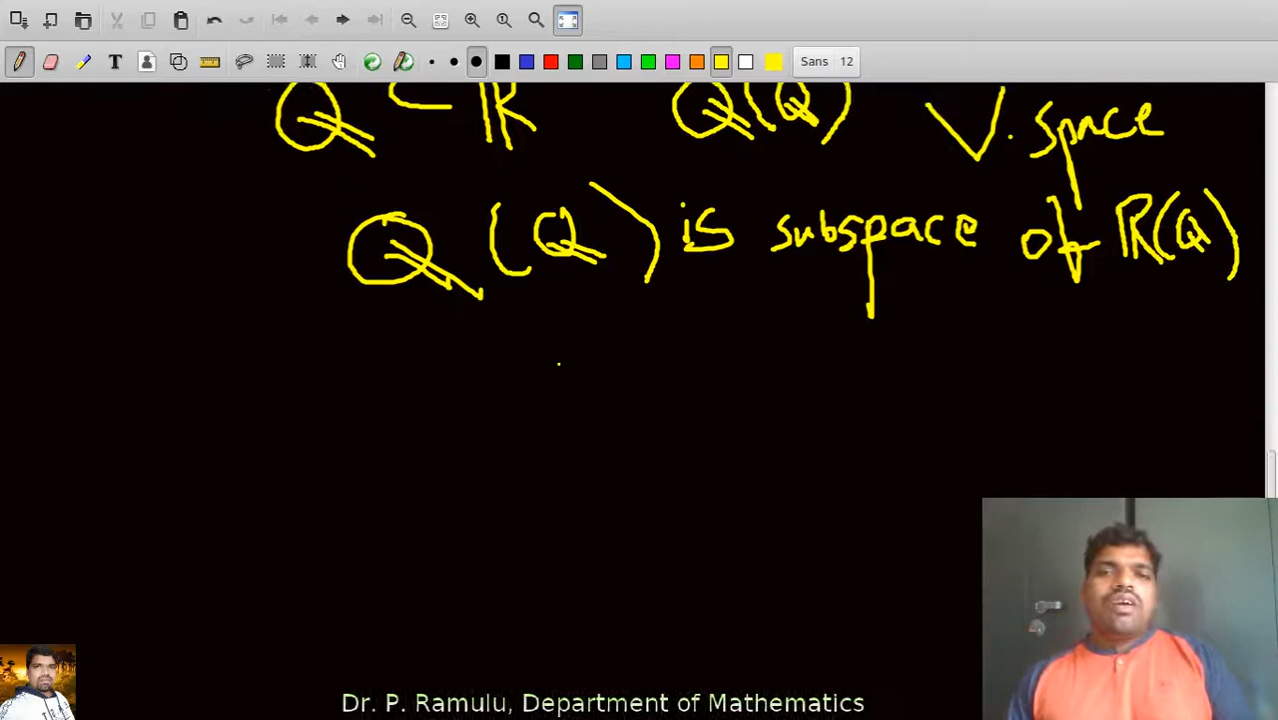 Sans 12
Q ⊂ R Q(Q) V. space
Q (Q) is subspace of R(Q)
Dr. P. Ramulu, Department of Mathematics